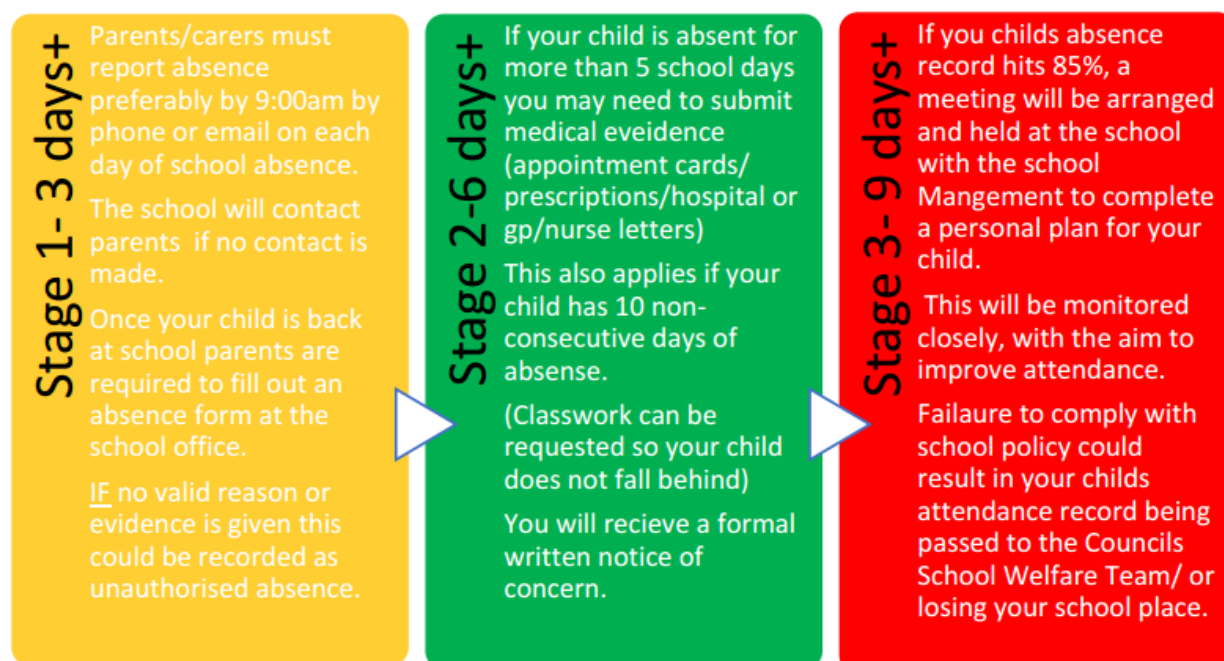 Stage 1- 3 days+
Parents/carers must
report absence
preferably by 9:00am by
phone or email on each
day of school absence.
The school will contact
parents  if no contact is
made.
Once your child is back
at school parents are
required to fill out an
absence form at the
school office.
IF no valid reason or
evidence is given this
could be recorded as
unauthorised absence.
Stage 2-6 days+
If your child is absent for
more than 5 school days
you may need to submit
medical eveidence
(appointment cards/
prescriptions/hospital or
gp/nurse letters)
This also applies if your
child has 10 non-
consecutive days of
absense.
(Classwork can be
requested so your child
does not fall behind)
You will recieve a formal
written notice of
concern.
Stage 3- 9 days+
If you childs absence
record hits 85%, a
meeting will be arranged
and held at the school
with the school
Mangement to complete
a personal plan for your
child.
This will be monitored
closely, with the aim to
improve attendance.
Failaure to comply with
school policy could
result in your childs
attendance record being
passed to the Councils
School Welfare Team/ or
losing your school place.